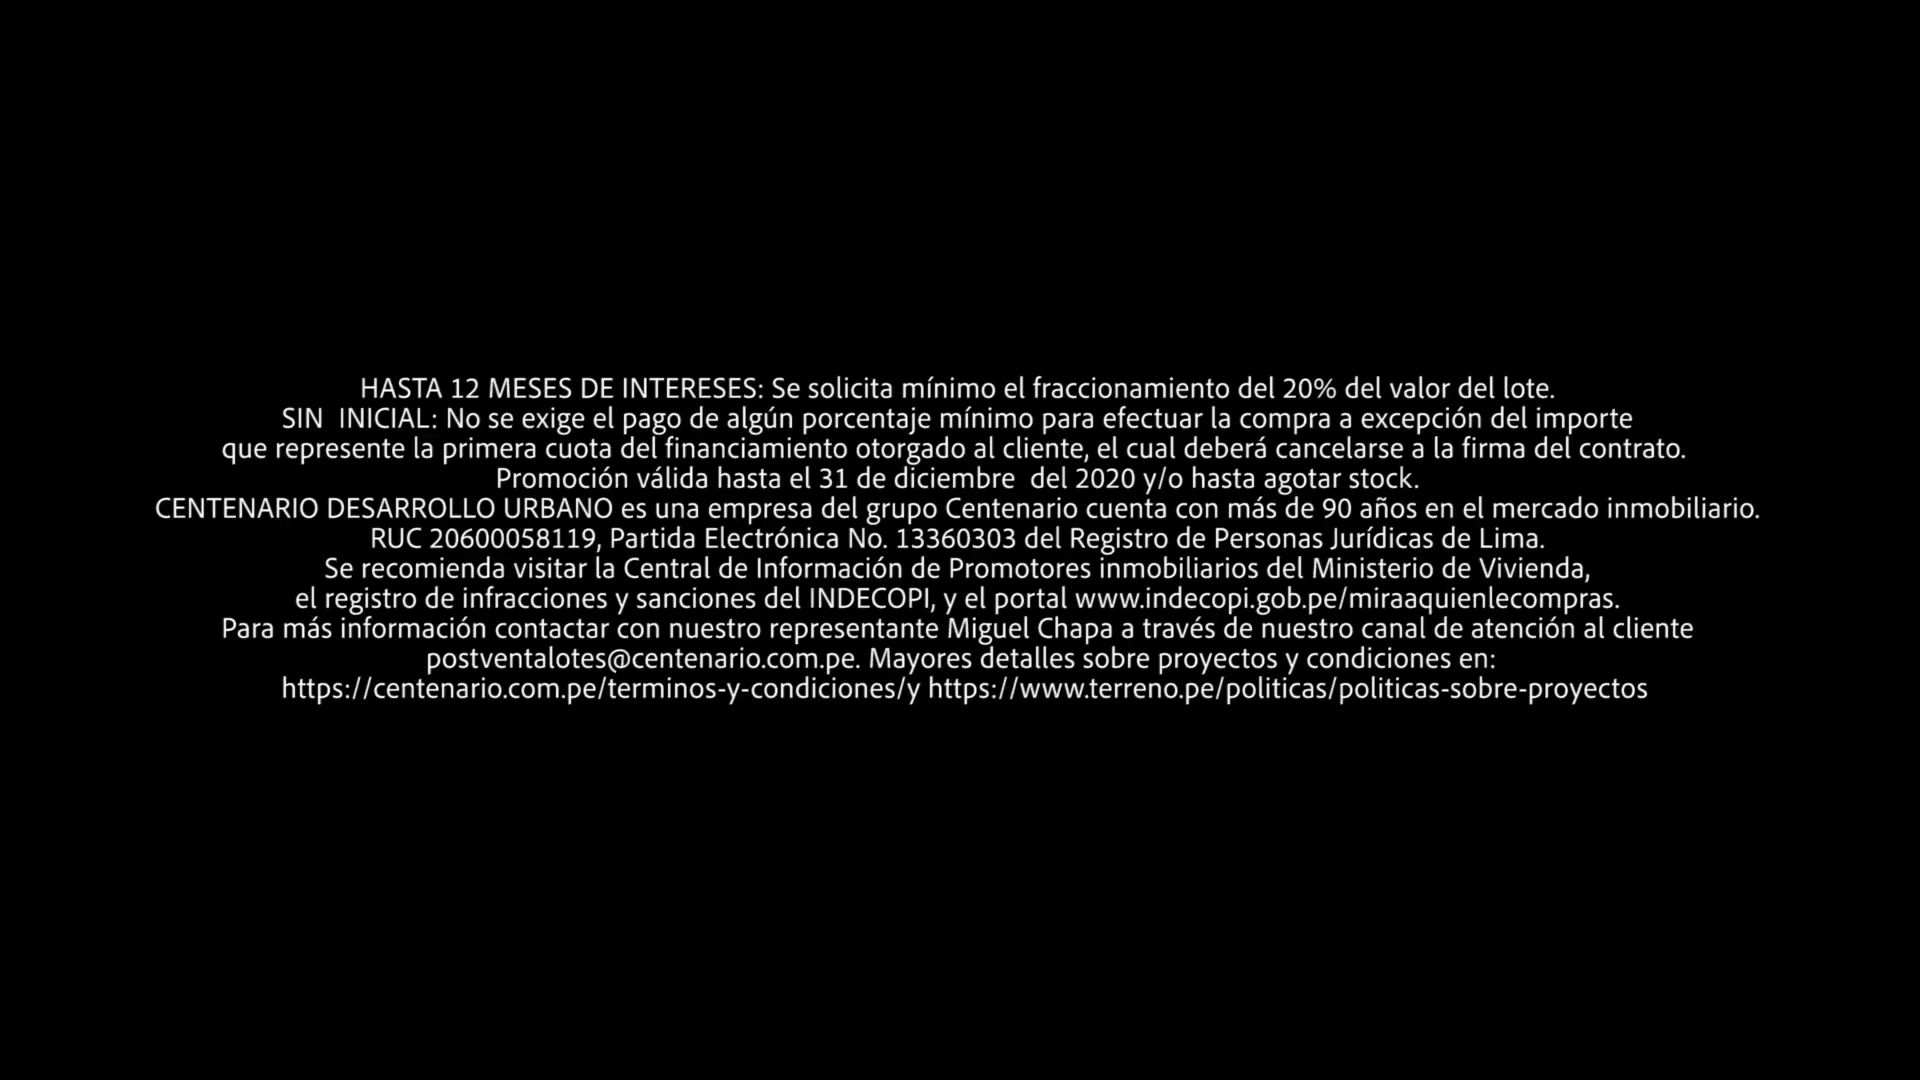 HASTA 12 MESES DE INTERESES: Se solicita mínimo el fraccionamiento del 20% del valor del lote.
SIN  INICIAL: No se exige el pago de algún porcentaje mínimo para efectuar la compra a excepción del importe
que represente la primera cuota del financiamiento otorgado al cliente, el cual deberá cancelarse a la firma del contrato.
Promoción válida hasta el 31 de diciembre  del 2020 y/o hasta agotar stock.
CENTENARIO DESARROLLO URBANO es una empresa del grupo Centenario cuenta con más de 90 años en el mercado inmobiliario.
RUC 20600058119, Partida Electrónica No. 13360303 del Registro de Personas Jurídicas de Lima.
Se recomienda visitar la Central de Información de Promotores inmobiliarios del Ministerio de Vivienda,
el registro de infracciones y sanciones del INDECOPI, y el portal www.indecopi.gob.pe/miraaquienlecompras.
Para más información contactar con nuestro representante Miguel Chapa a través de nuestro canal de atención al cliente
postventalotes@centenario.com.pe. Mayores detalles sobre proyectos y condiciones en:
https://centenario.com.pe/terminos-y-condiciones/y https://www.terreno.pe/politicas/politicas-sobre-proyectos